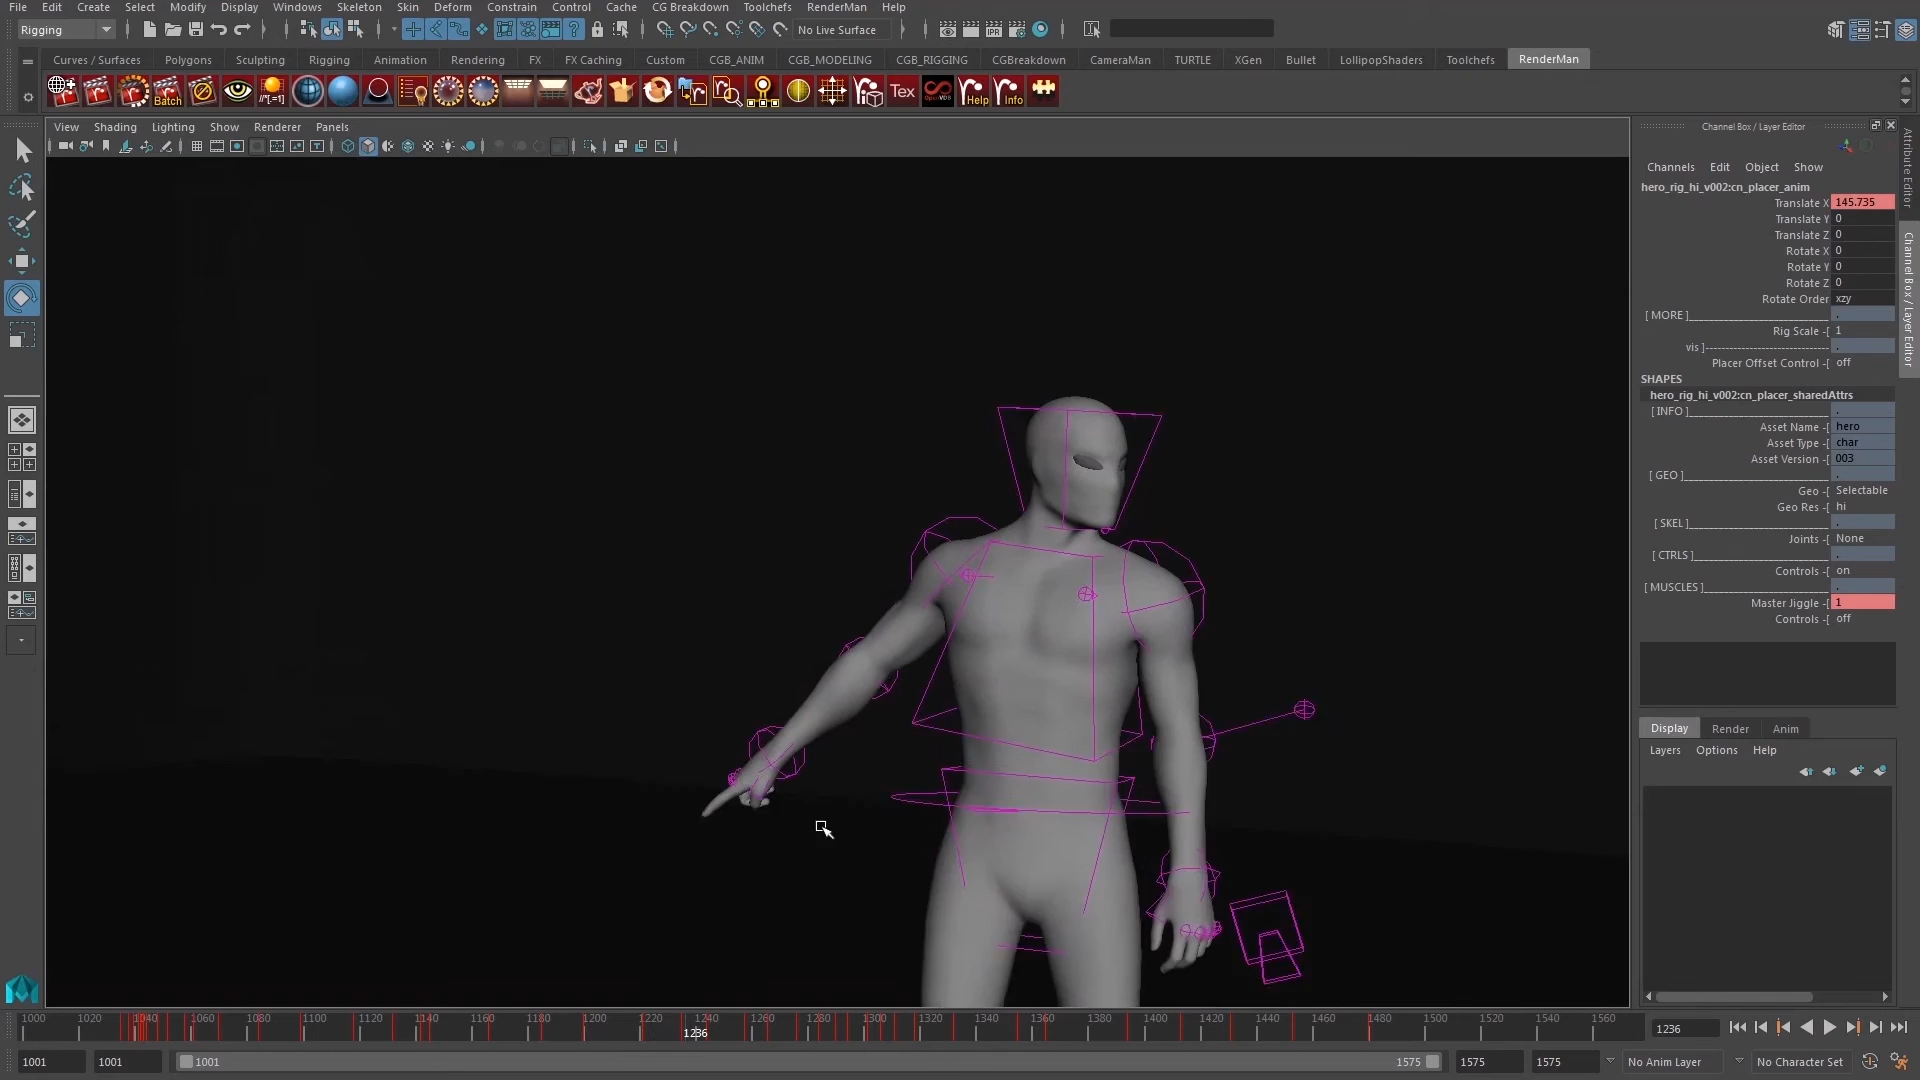 File Edit Create Select Modify Display Windows Skeleton Skin Deform Constrain Control Cache CG Breakdown Toolchefs RenderMan Help
Rigging No Live Surface
Curves / Surfaces Polygons Sculpting Rigging Animation Rendering FX FX Caching Custom CGB_ANIM CGB_MODELING CGB_RIGGING CGBreakdown CameraMan TURTLE XGen Bullet LollipopShaders Toolchefs RenderMan
Batch Tex Help Info
View Shading Lighting Show Renderer Panels
Channel Box / Layer Editor
Channels Edit Object Show
hero_rig_hi_v002:cn_placer_anim
Translate X 145.735
Translate Y 0
Translate Z 0
Rotate X 0
Rotate Y 0
Rotate Z 0
Rotate Order xzy
[ MORE ]
Rig Scale -[ 1
vis ]
Placer Offset Control -[ off
SHAPES
hero_rig_hi_v002:cn_placer_sharedAttrs
[ INFO ]
Asset Name -[ hero
Asset Type -[ char
Asset Version -[ 003
[ GEO ]
Geo -[ Selectable
Geo Res -[ hi
[ SKEL ]
Joints -[ None
[ CTRLS ]
Controls -[ on
[ MUSCLES ]
Master Jiggle -[ 1
Controls -[ off
Display Render Anim
Layers Options Help
Attribute Editor
Channel Box / Layer Editor
1000 1020 1040 1060 1080 1100 1120 1140 1160 1180 1200 1220 1240 1260 1280 1300 1320 1340 1360 1380 1400 1420 1440 1460 1480 1500 1520 1540 1560
1236
1236
1001 1001 1001 1575 1575 1575 No Anim Layer No Character Set